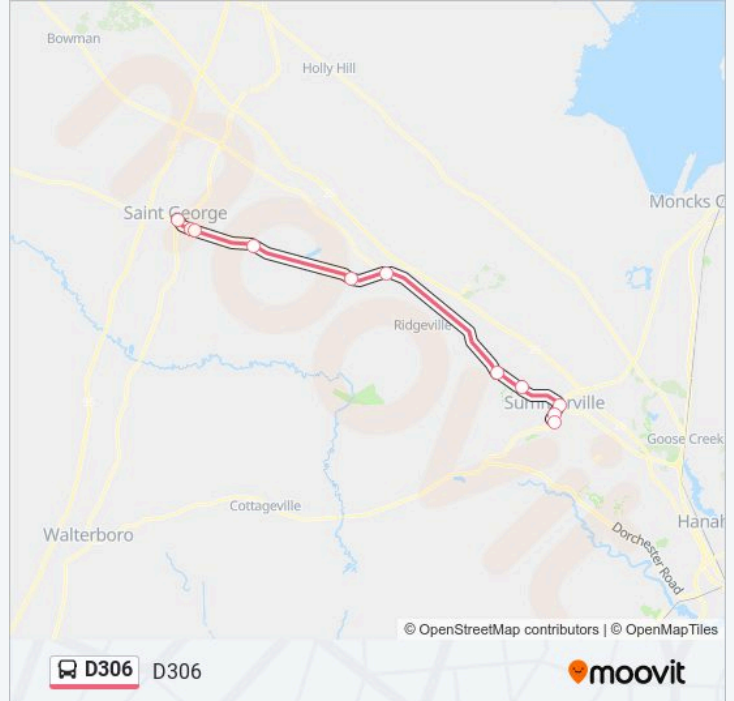 Bowman
Holly Hill
Moncks C
Saint George
Ridgeville
Summerville
Goose Creek
Cottageville
Hanah
Walterboro
Dorchester Road
moovit
© OpenStreetMap contributors | © OpenMapTiles
D306 D306
moovit